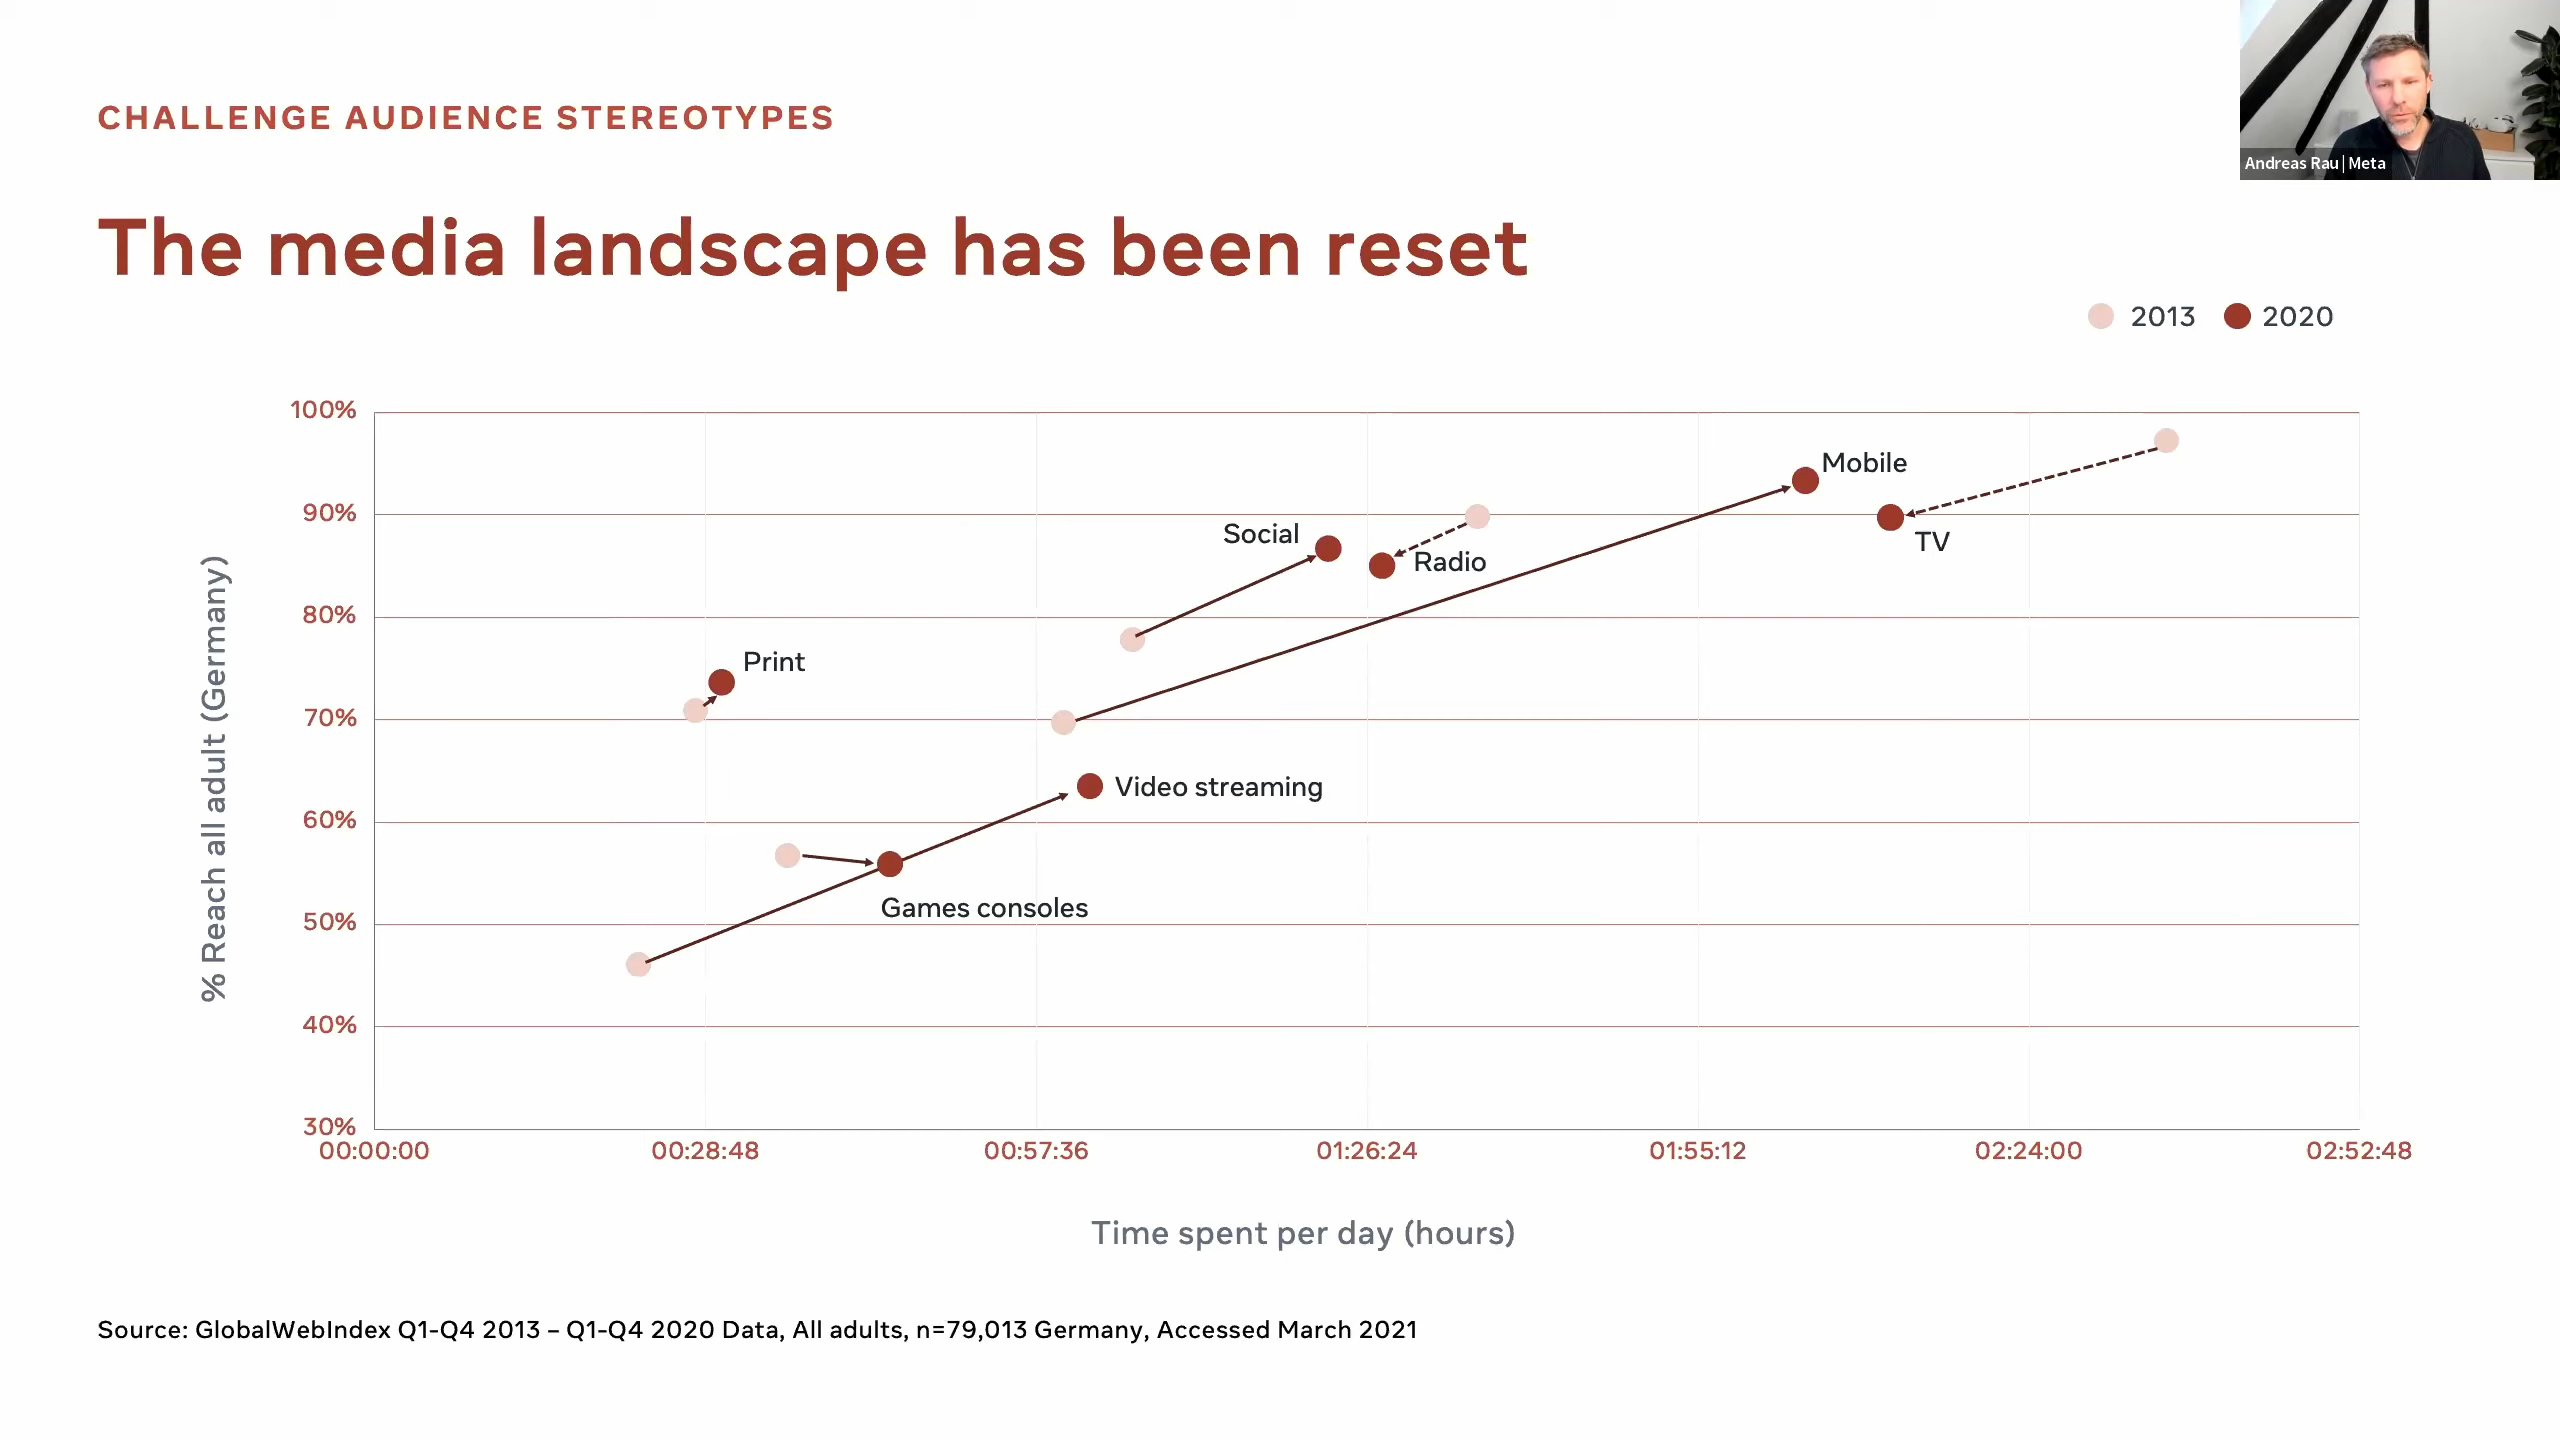 CHALLENGE AUDIENCE STEREOTYPES
Andreas Rau | Meta
The media landscape has been reset
2013
2020
100%
90%
80%
70%
60%
50%
40%
30%
% Reach all adult (Germany)
Mobile
TV
Social
Radio
Print
Video streaming
Games consoles
00:00:00
00:28:48
00:57:36
01:26:24
01:55:12
02:24:00
02:52:48
Time spent per day (hours)
Source: GlobalWebIndex Q1-Q4 2013 – Q1-Q4 2020 Data, All adults, n=79,013 Germany, Accessed March 2021